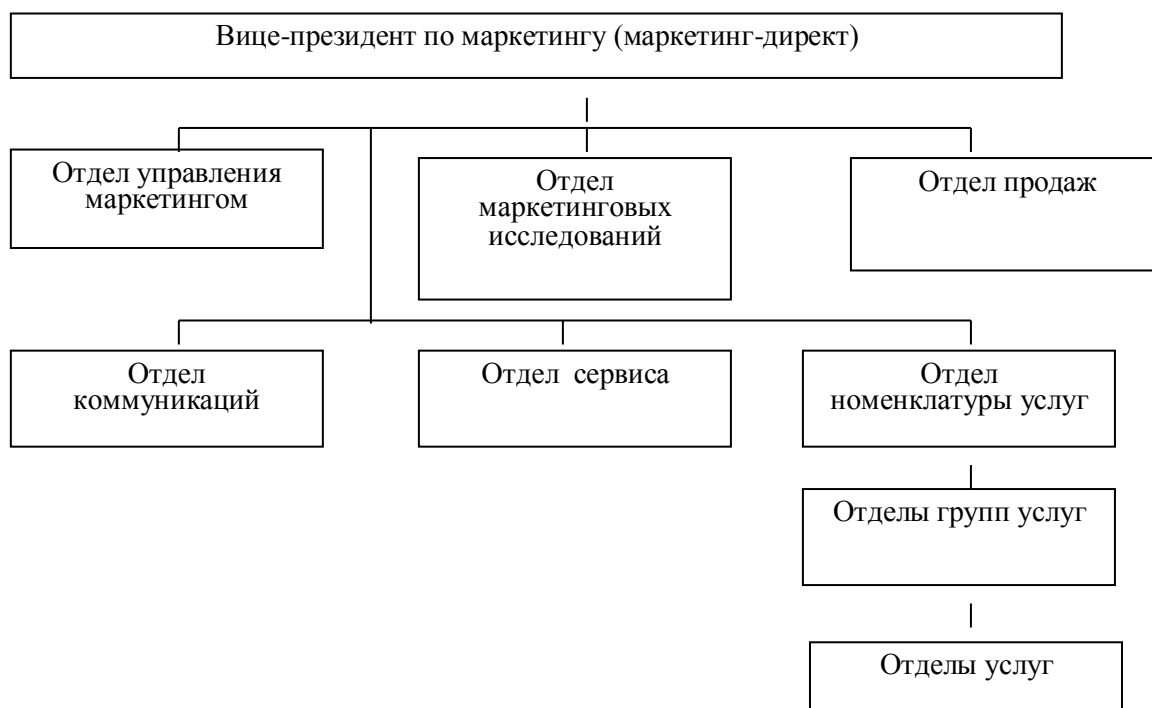 Вице-президент по маркетингу (маркетинг-директ)
Отдел управления
маркетингом
Отдел
маркетинговых
исследований
Отдел продаж
Отдел
коммуникаций
Отдел сервиса
Отдел
номенклатуры услуг
Отделы групп услуг
Отделы услуг